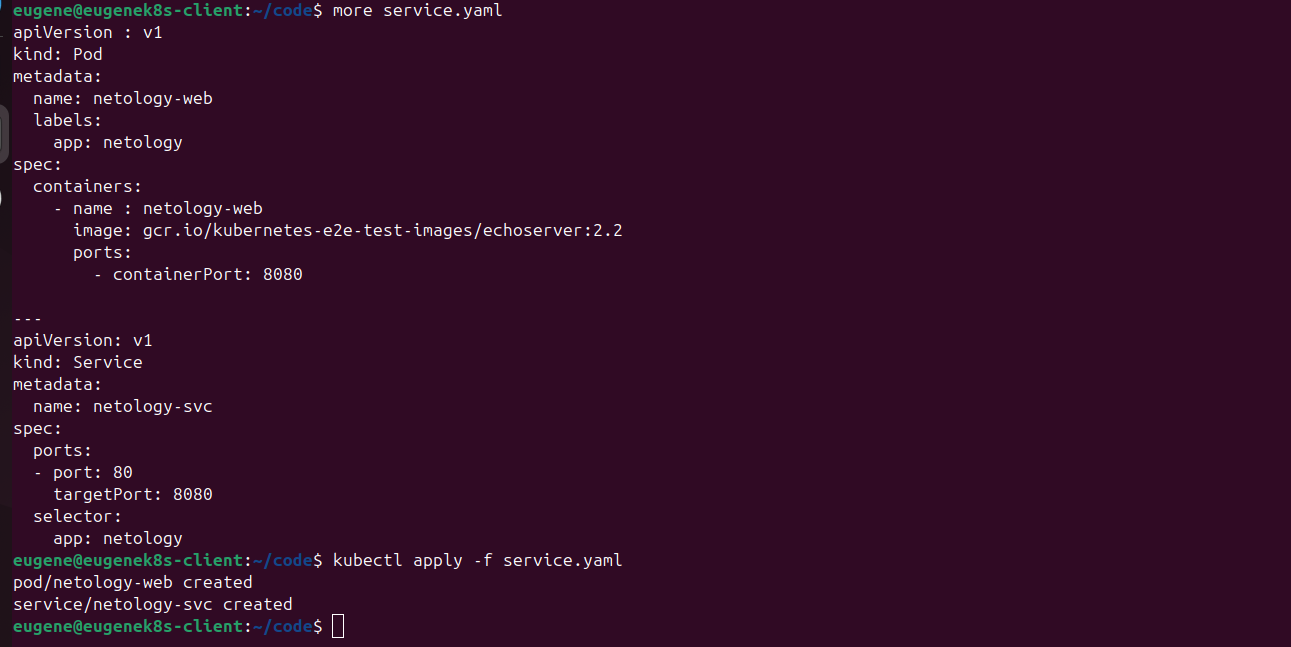 eugene@eugenek8s-client:~/code$ more service.yaml
apiVersion : v1
kind: Pod
metadata:
  name: netology-web
  labels:
    app: netology
spec:
  containers:
    - name : netology-web
      image: gcr.io/kubernetes-e2e-test-images/echoserver:2.2
      ports:
        - containerPort: 8080

---
apiVersion: v1
kind: Service
metadata:
  name: netology-svc
spec:
  ports:
  - port: 80
    targetPort: 8080
  selector:
    app: netology
eugene@eugenek8s-client:~/code$ kubectl apply -f service.yaml
pod/netology-web created
service/netology-svc created
eugene@eugenek8s-client:~/code$